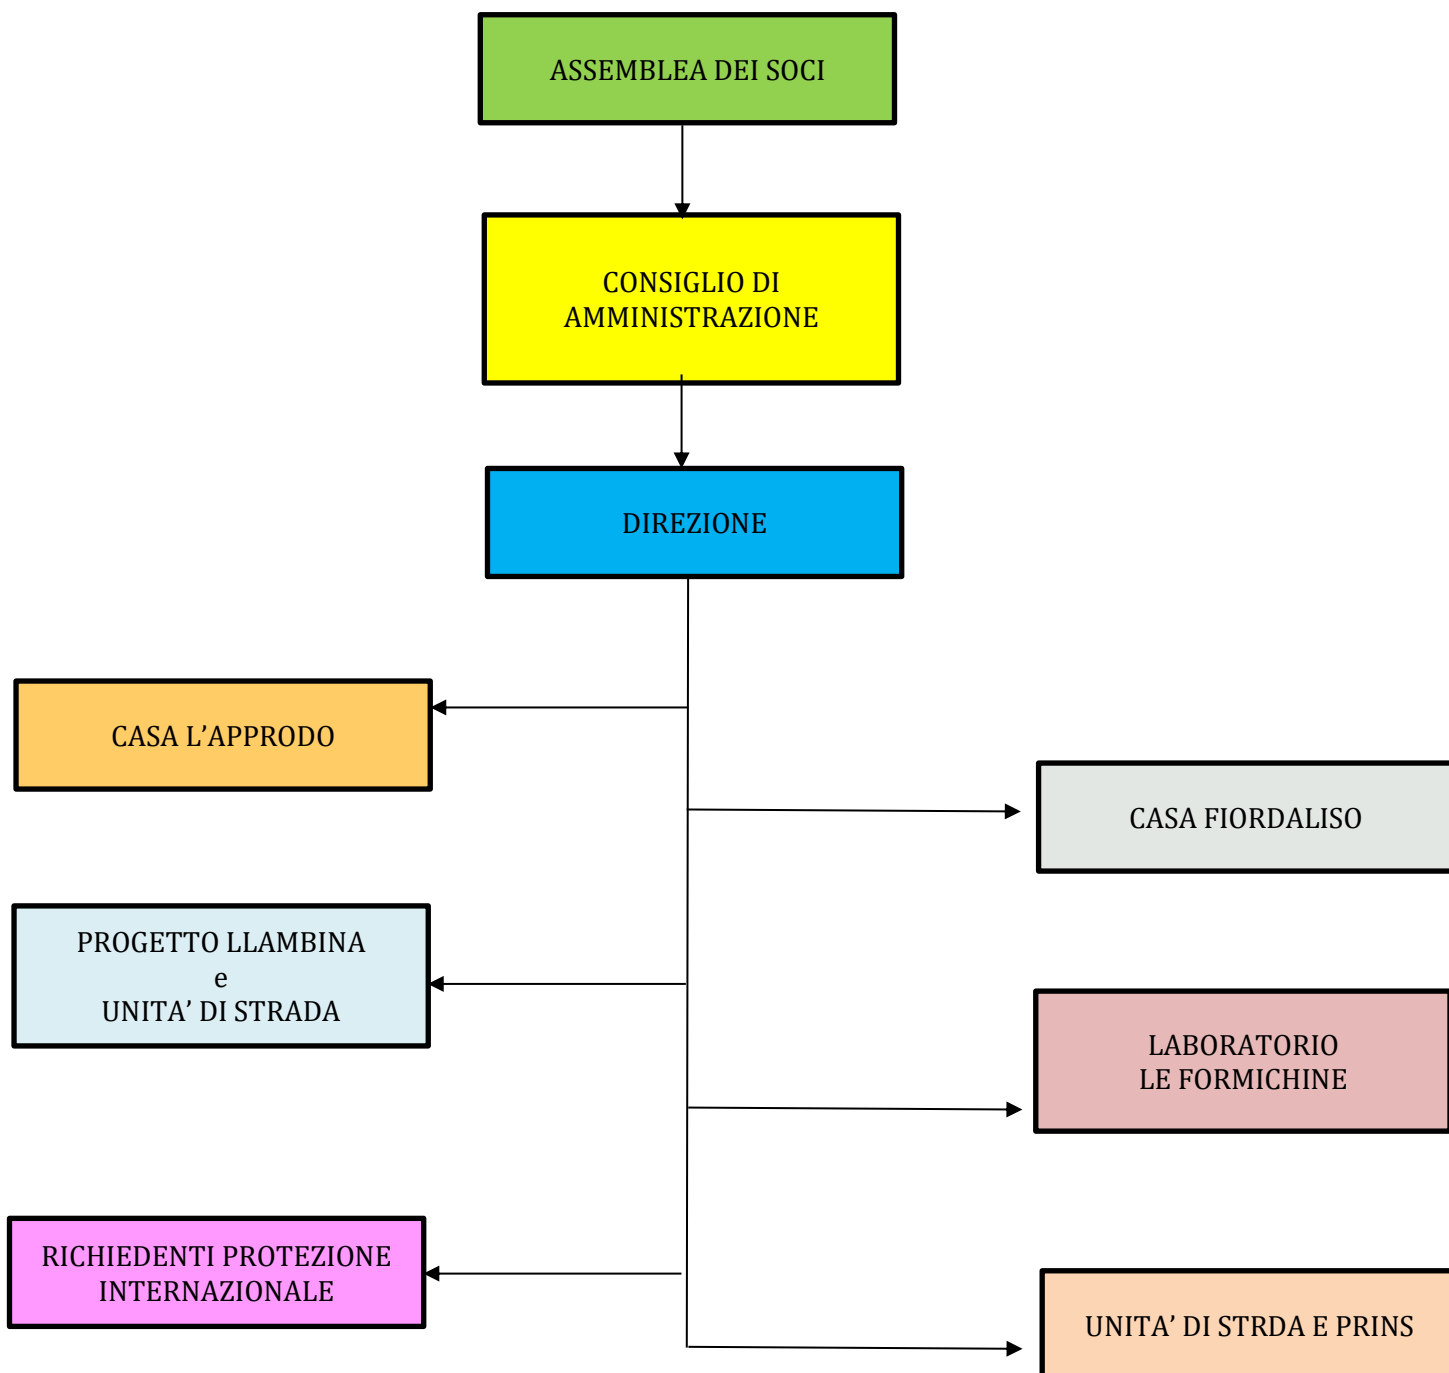 ASSEMBLEA DEI SOCI
CONSIGLIO DI
AMMINISTRAZIONE
DIREZIONE
CASA L’APPRODO
CASA FIORDALISO
PROGETTO LLAMBINA
e
UNITA’ DI STRADA
LABORATORIO
LE FORMICHINE
RICHIEDENTI PROTEZIONE
INTERNAZIONALE
UNITA’ DI STRDA E PRINS